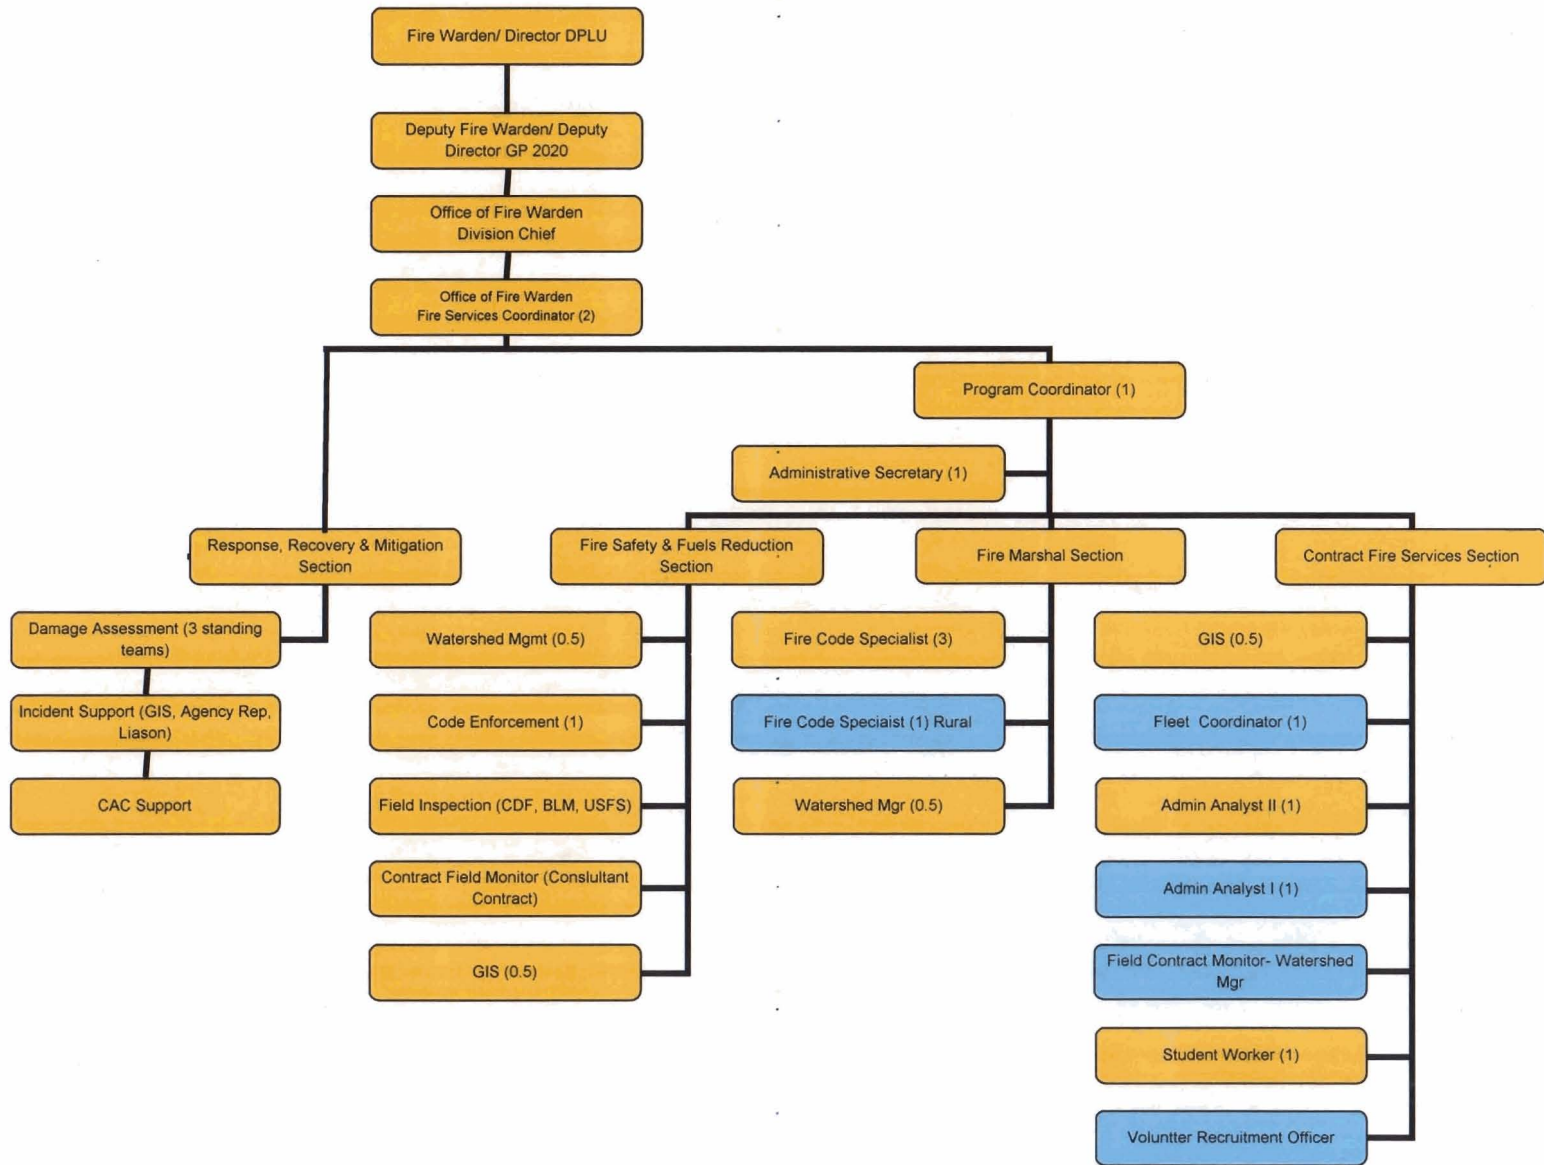 Fire Warden/ Director DPLU
Deputy Fire Warden/ Deputy
Director GP 2020
Office of Fire Warden
Division Chief
Office of Fire Warden
Fire Services Coordinator (2)
Program Coordinator (1)
Administrative Secretary (1)
Response, Recovery & Mitigation
Section
Damage Assessment (3 standing
teams)
Incident Support (GIS, Agency Rep,
Liason)
CAC Support
Fire Safety & Fuels Reduction
Section
Watershed Mgmt (0.5)
Code Enforcement (1)
Field Inspection (CDF, BLM, USFS)
Contract Field Monitor (Conslultant
Contract)
GIS (0.5)
Fire Marshal Section
Fire Code Specialist (3)
Fire Code Speciaist (1) Rural
Watershed Mgr (0.5)
Contract Fire Services Section
GIS (0.5)
Fleet Coordinator (1)
Admin Analyst II (1)
Admin Analyst I (1)
Field Contract Monitor- Watershed
Mgr
Student Worker (1)
Voluntter Recruitment Officer